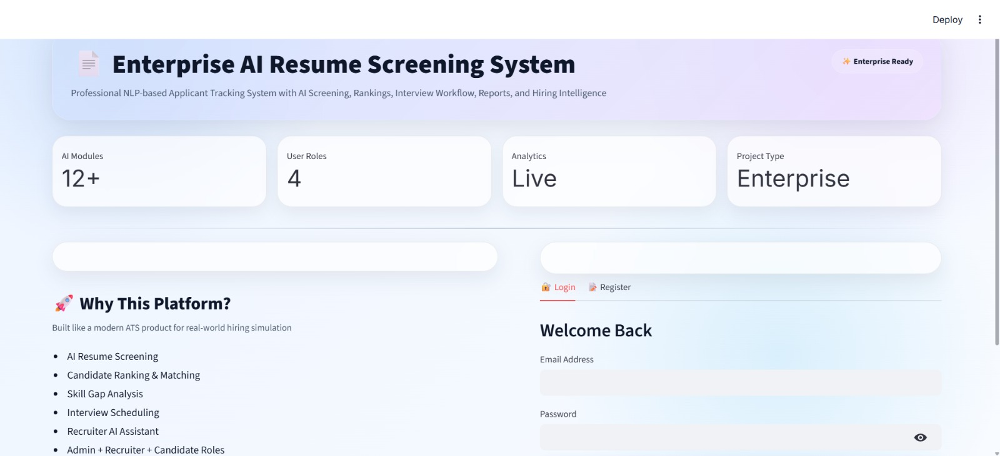 Deploy
Enterprise AI Resume Screening System
✨ Enterprise Ready
Professional NLP-based Applicant Tracking System with AI Screening, Rankings, Interview Workflow, Reports, and Hiring Intelligence
AI Modules
12+
User Roles
4
Analytics
Live
Project Type
Enterprise
🚀 Why This Platform?
Built like a modern ATS product for real-world hiring simulation
• AI Resume Screening
• Candidate Ranking & Matching
• Skill Gap Analysis
• Interview Scheduling
• Recruiter AI Assistant
• Admin + Recruiter + Candidate Roles
🔐 Login
📝 Register
Welcome Back
Email Address
Password